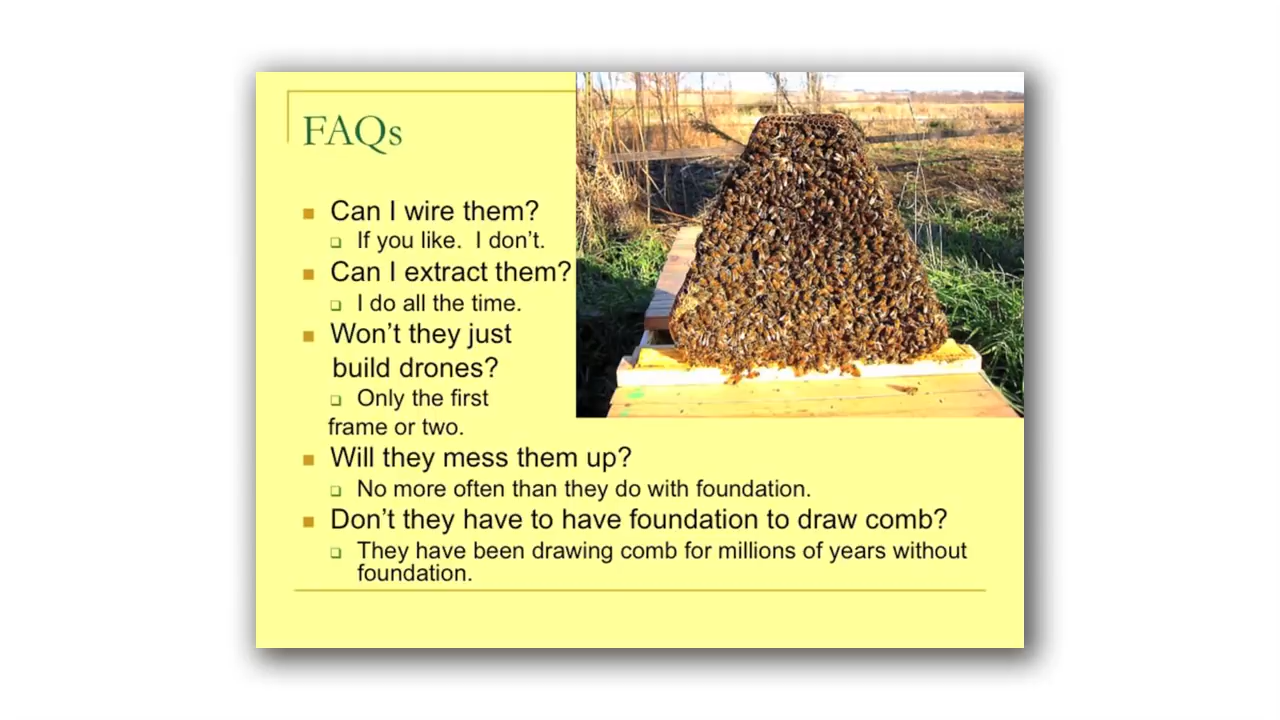 FAQs
Can I wire them?
If you like.  I don't.
Can I extract them?
I do all the time.
Won't they just
build drones?
Only the first
frame or two.
Will they mess them up?
No more often than they do with foundation.
Don't they have to have foundation to draw comb?
They have been drawing comb for millions of years without
foundation.